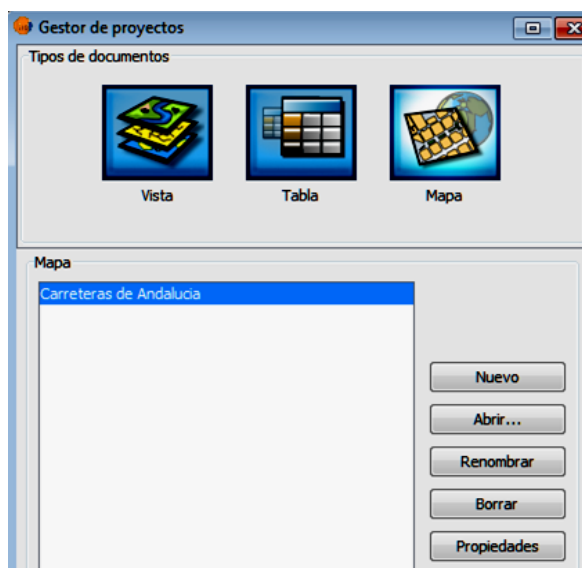 Gestor de proyectos
Tipos de documentos
Vista
Tabla
Mapa
Mapa
Carreteras de Andalucia
Nuevo
Abrir...
Renombrar
Borrar
Propiedades